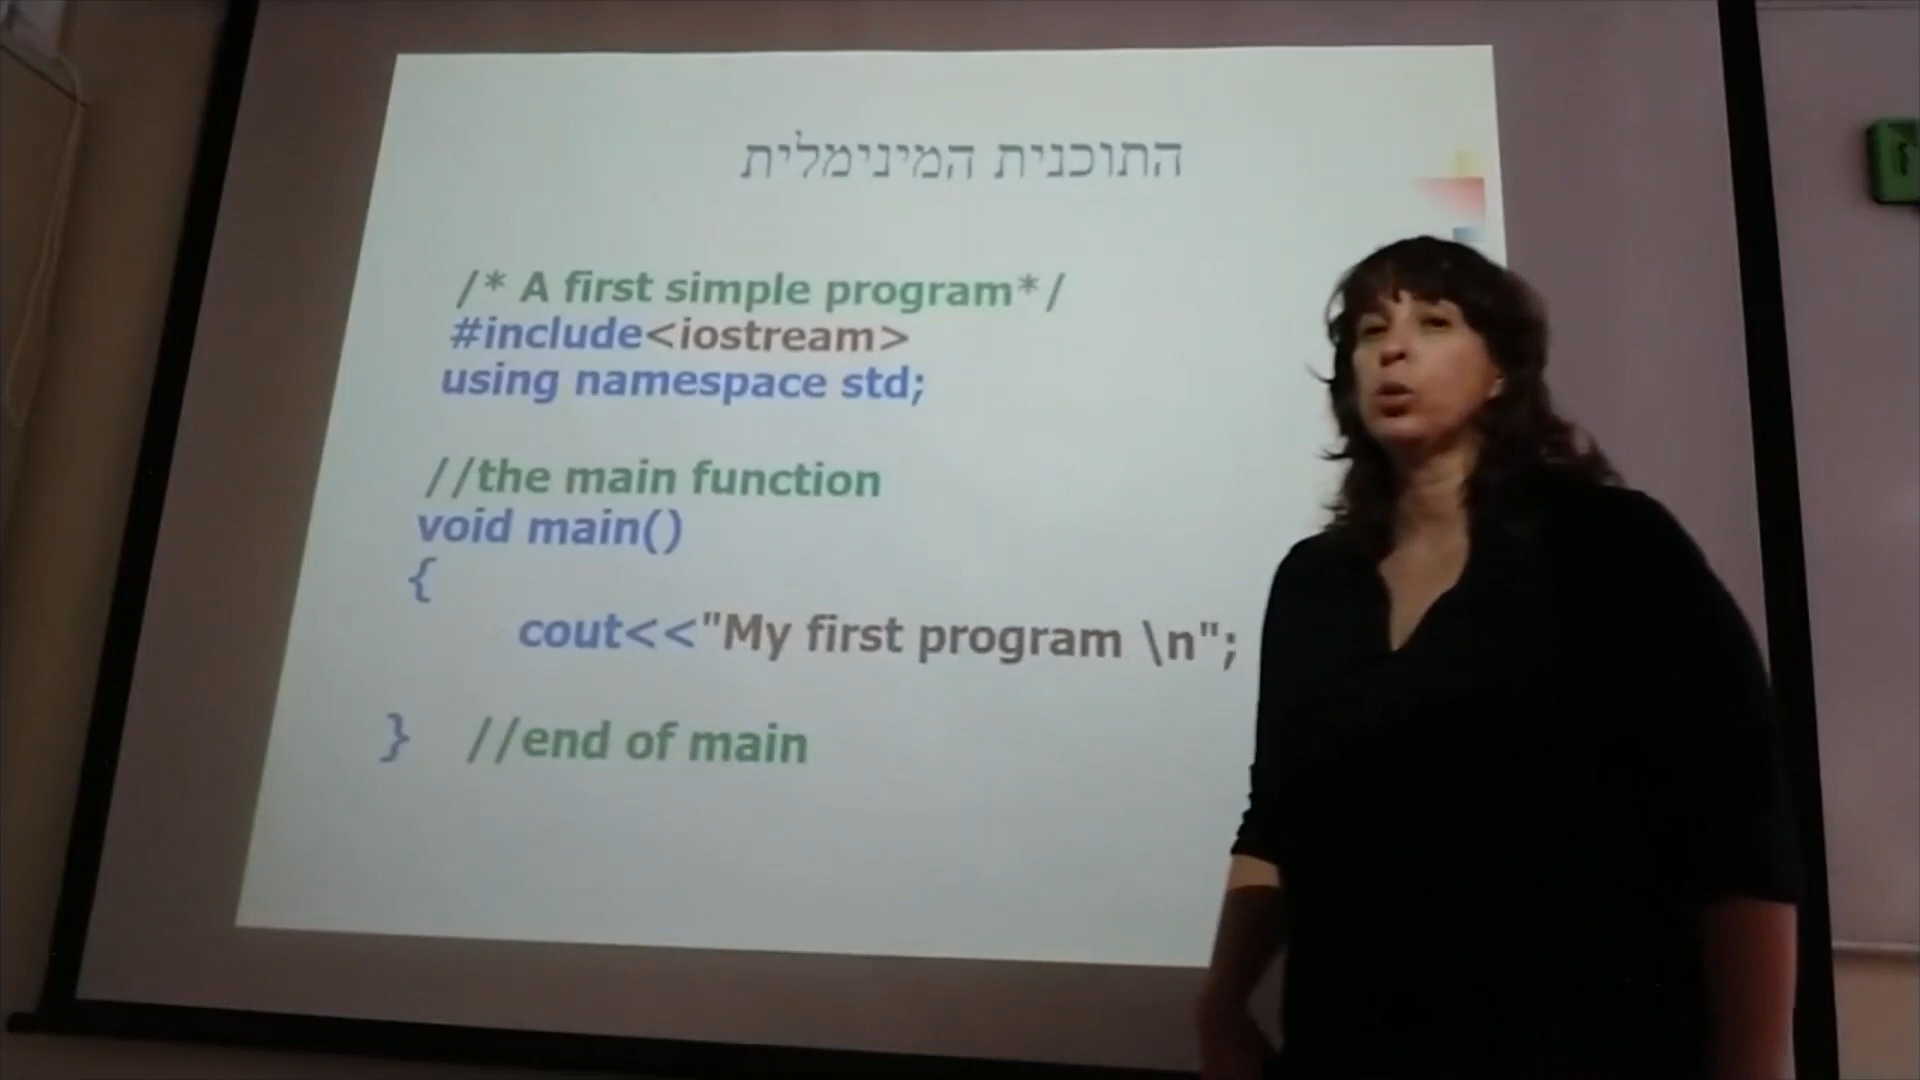 התוכנית המינימלית
/* A first simple program*/
#include<iostream>
using namespace std;
//the main function
void main()
{
cout<<"My first program \n";
} //end of main